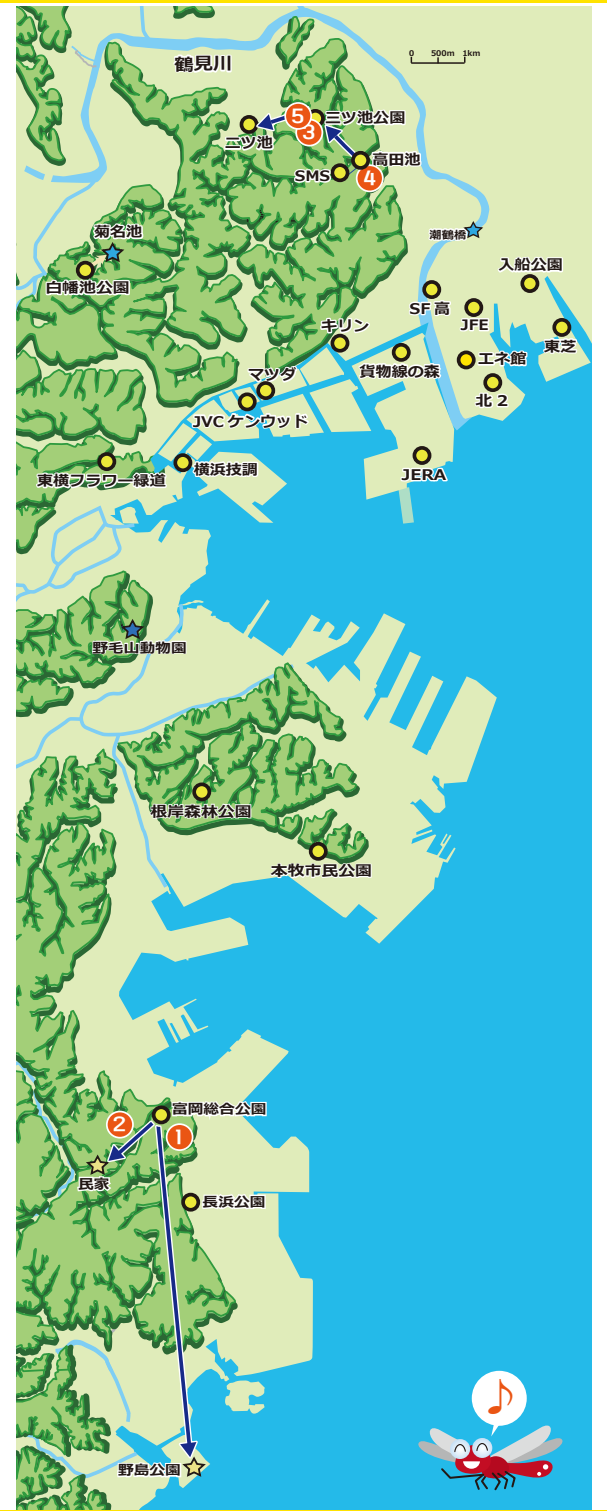 0 500m 1km
鶴見川
⑤
三ツ池公園
二ツ池
③
高田池
SMS
④
菊名池
潮鶴橋
白幡池公園
入船公園
SF高
JFE
キリン
東芝
貨物線の森
エネ館
マツダ
北2
JVCケンウッド
東横フラワー緑道
横浜技調
JERA
野毛山動物園
根岸森林公園
本牧市民公園
富岡総合公園
②
①
民家
長浜公園
野島公園